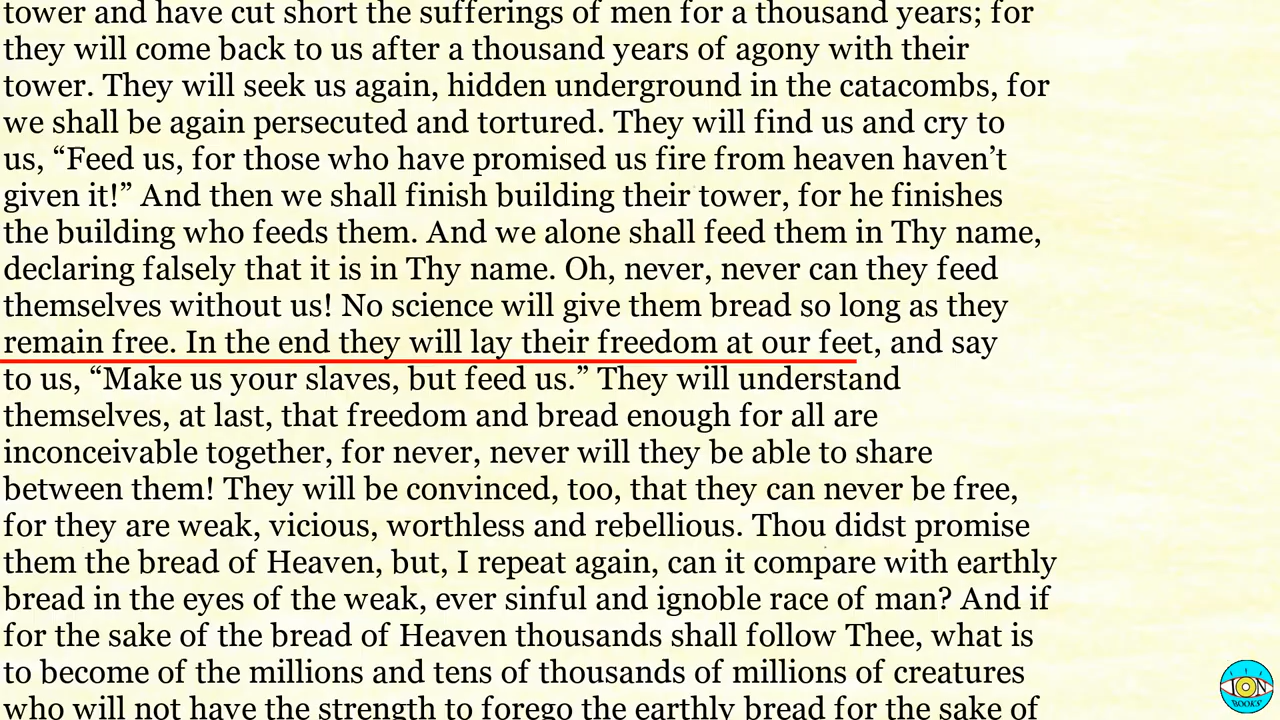 tower and have cut short the sufferings of men for a thousand years; for
they will come back to us after a thousand years of agony with their
tower. They will seek us again, hidden underground in the catacombs, for
we shall be again persecuted and tortured. They will find us and cry to
us, “Feed us, for those who have promised us fire from heaven haven’t
given it!” And then we shall finish building their tower, for he finishes
the building who feeds them. And we alone shall feed them in Thy name,
declaring falsely that it is in Thy name. Oh, never, never can they feed
themselves without us! No science will give them bread so long as they
remain free. In the end they will lay their freedom at our feet, and say
to us, “Make us your slaves, but feed us.” They will understand
themselves, at last, that freedom and bread enough for all are
inconceivable together, for never, never will they be able to share
between them! They will be convinced, too, that they can never be free,
for they are weak, vicious, worthless and rebellious. Thou didst promise
them the bread of Heaven, but, I repeat again, can it compare with earthly
bread in the eyes of the weak, ever sinful and ignoble race of man? And if
for the sake of the bread of Heaven thousands shall follow Thee, what is
to become of the millions and tens of thousands of millions of creatures
who will not have the strength to forego the earthly bread for the sake of
ION
BOOKS